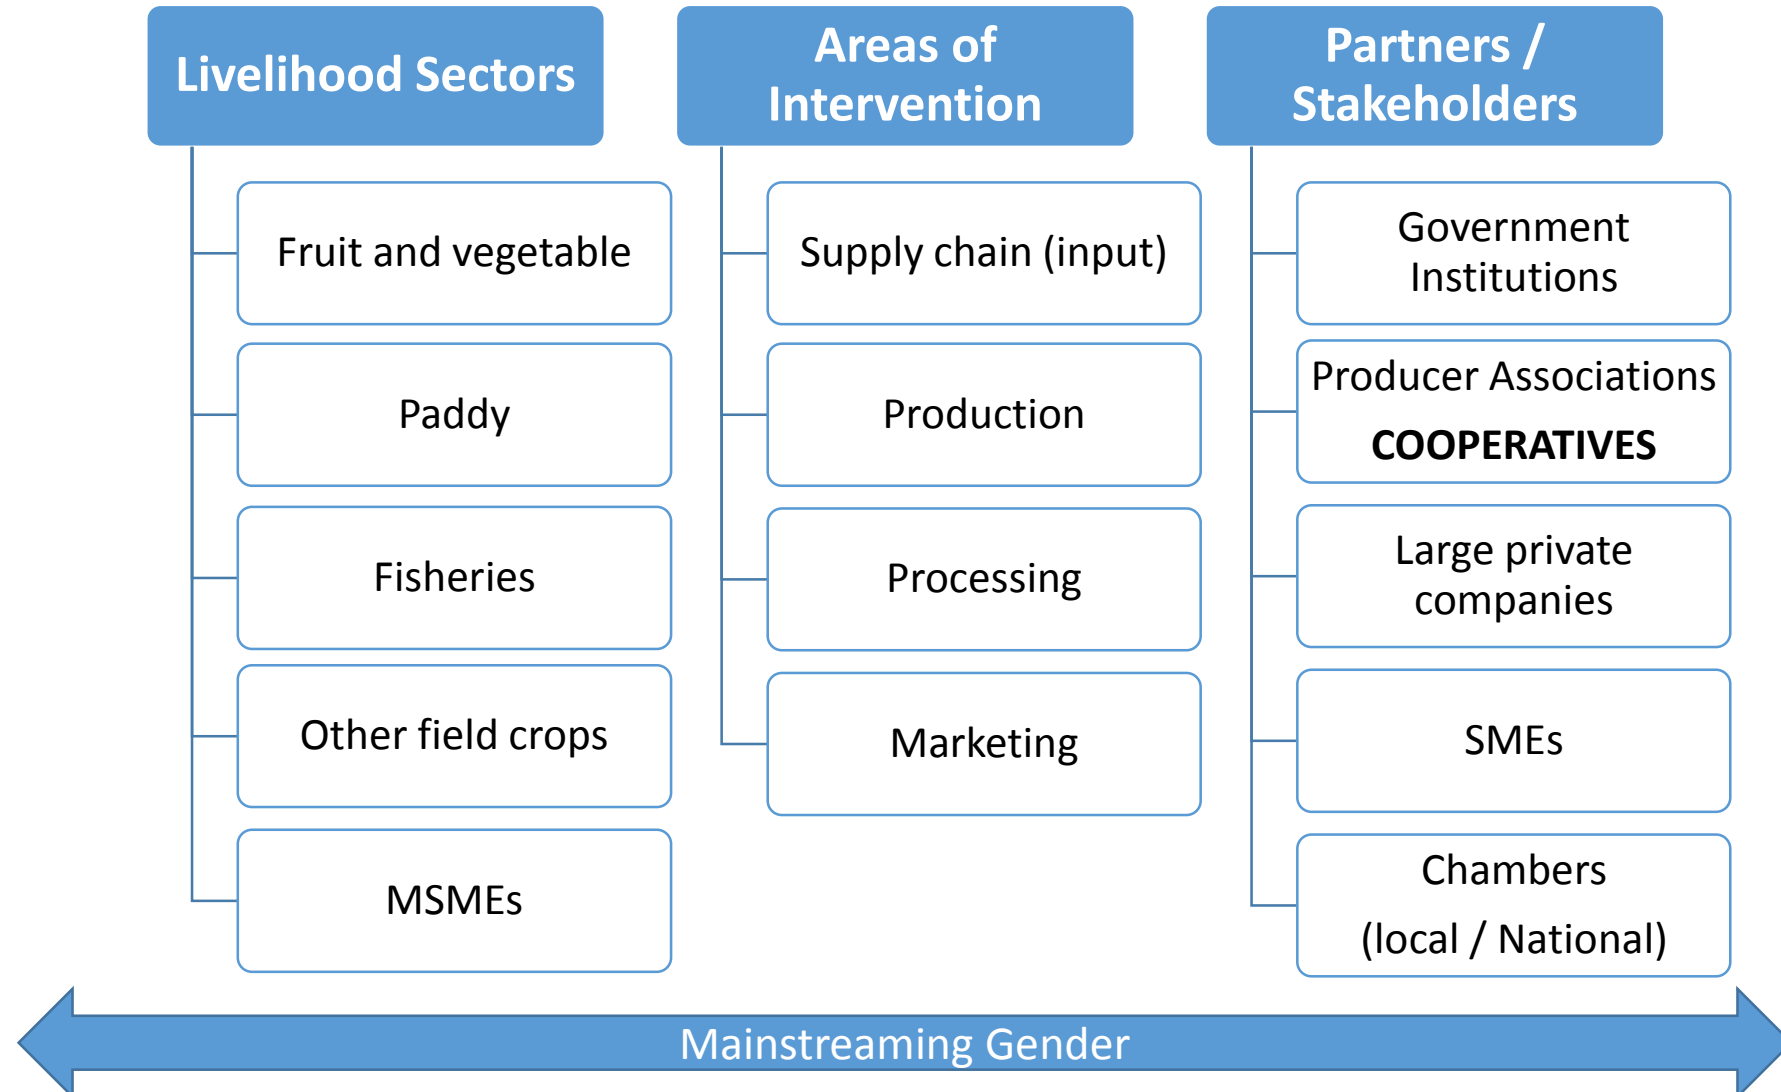 Livelihood Sectors
Fruit and vegetable
Paddy
Fisheries
Other field crops
MSMEs
Areas of
Intervention
Supply chain (input)
Production
Processing
Marketing
Partners /
Stakeholders
Government
Institutions
Producer Associations
COOPERATIVES
Large private
companies
SMEs
Chambers
(local / National)
Mainstreaming Gender